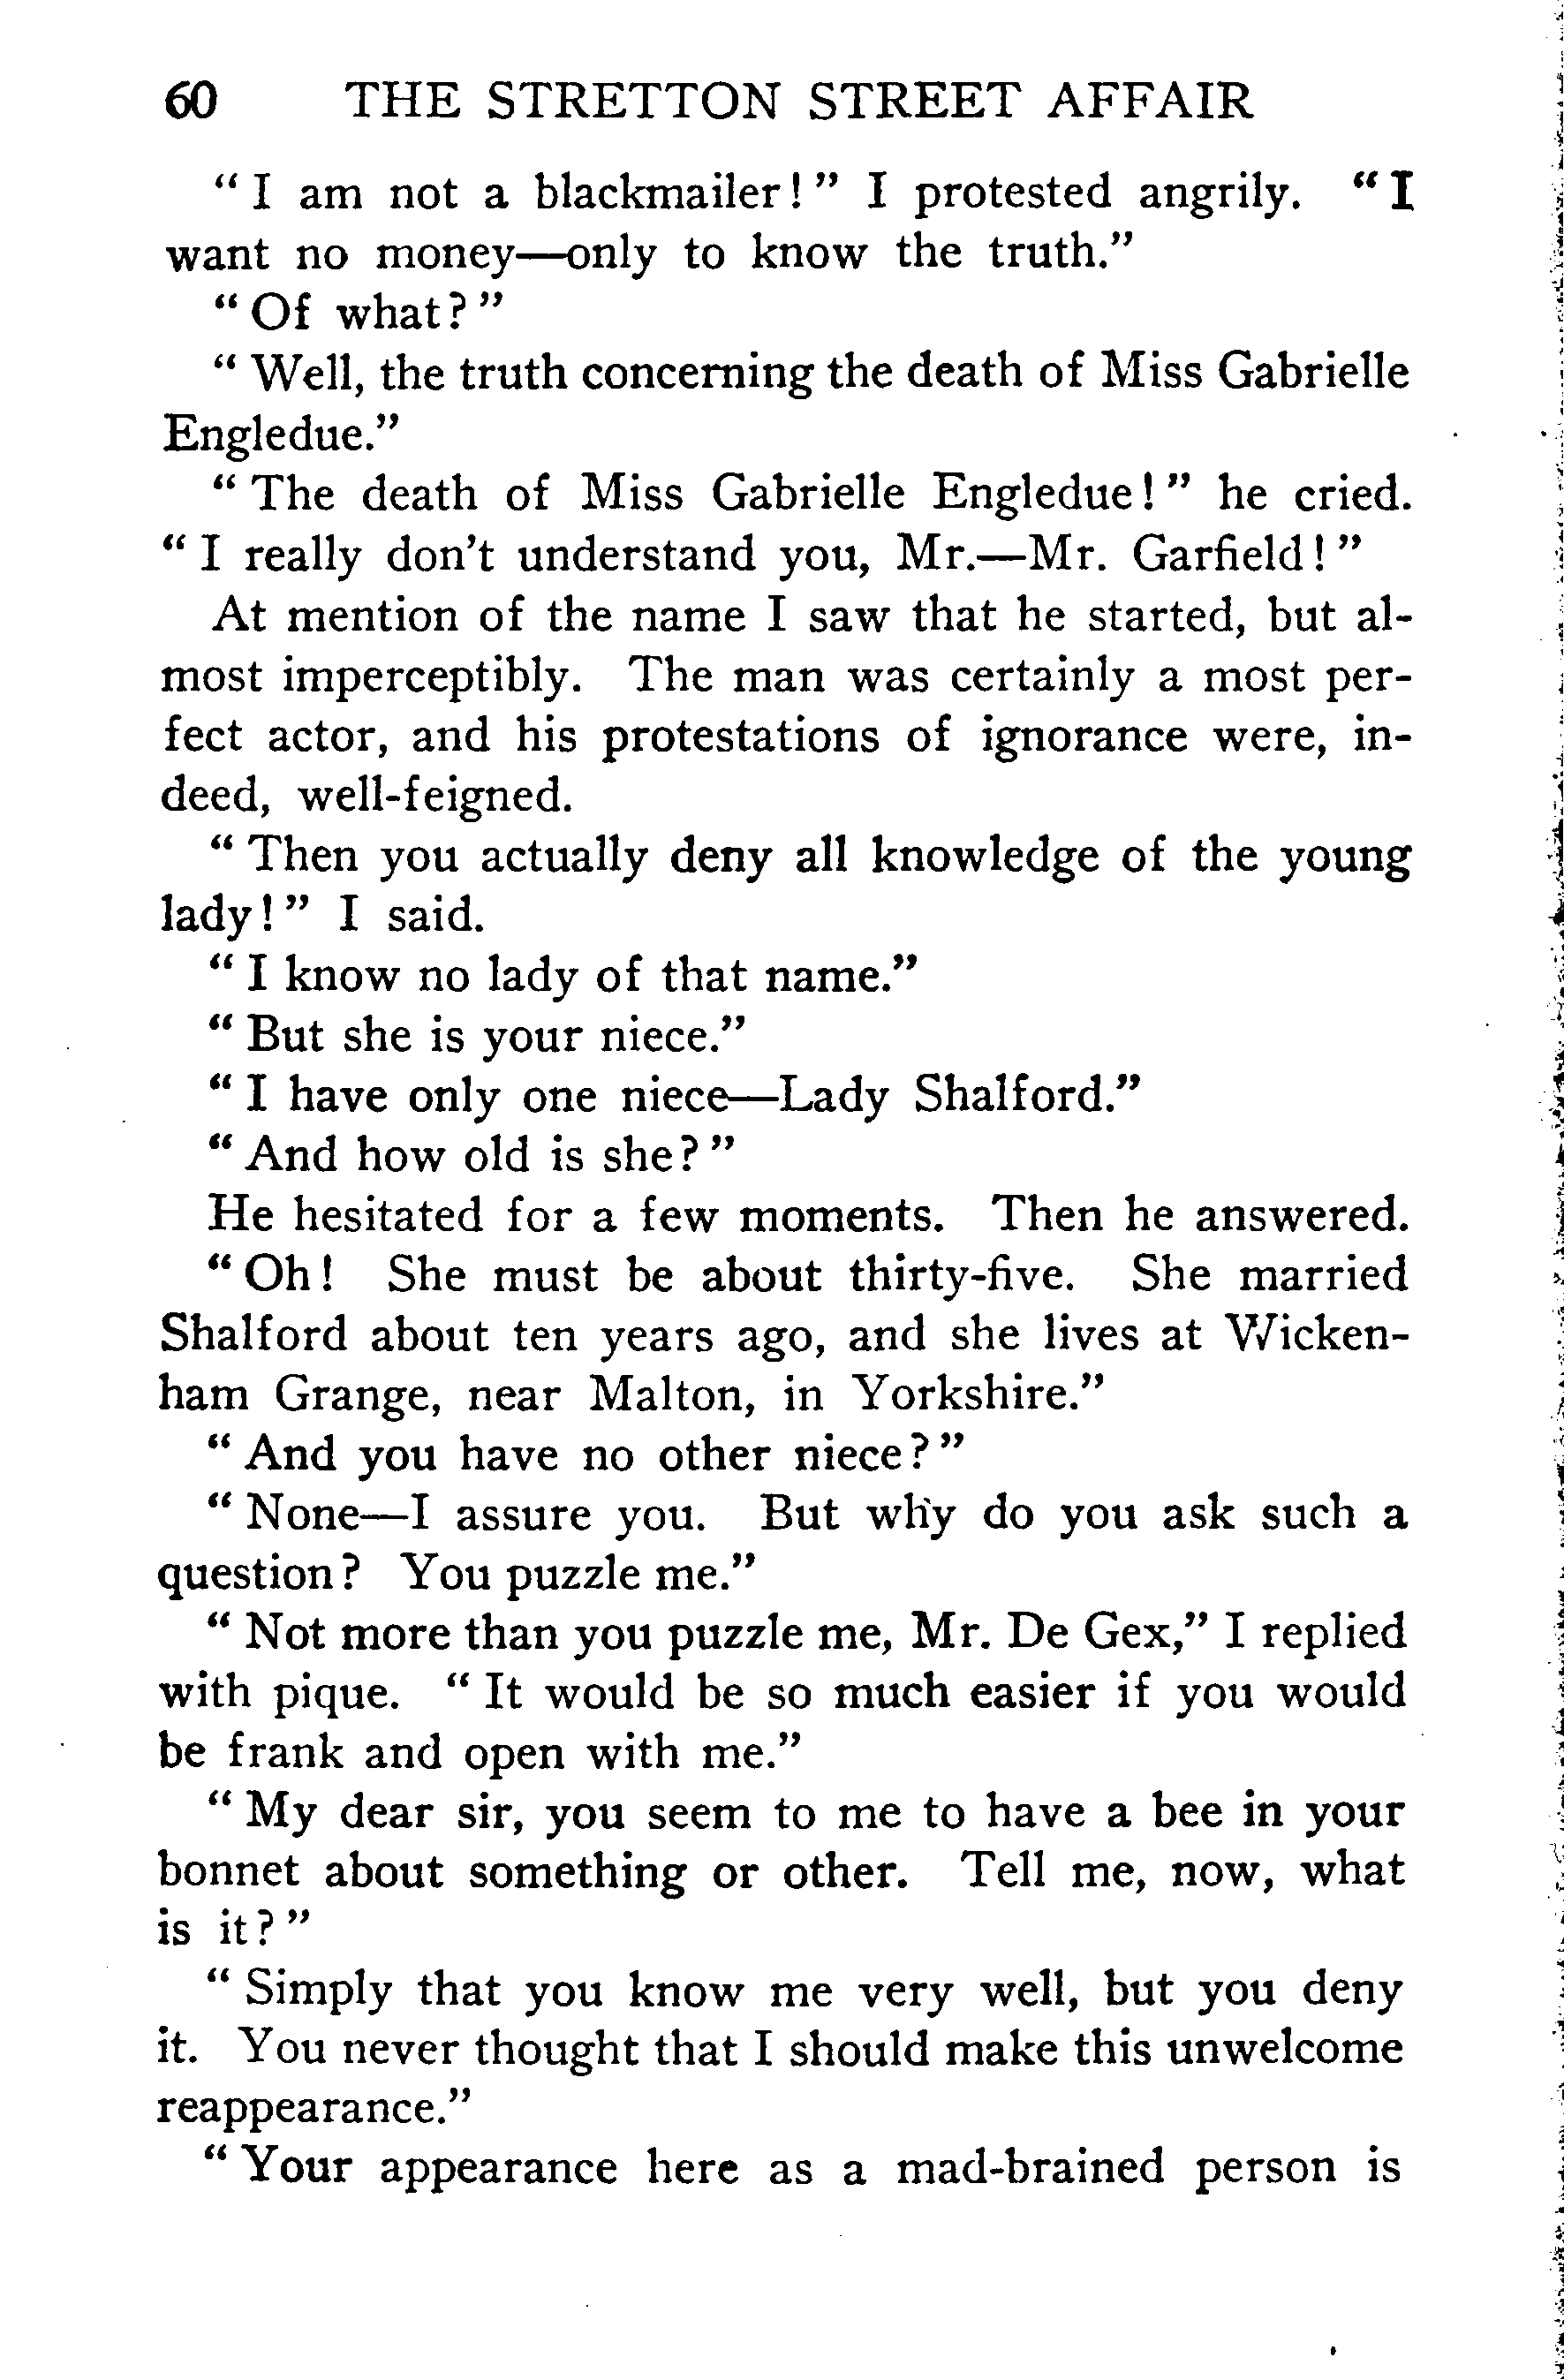 60 THE STRETTON STREET AFFAIR
“ I am not a blackmailer! ” I protested angrily. “ I
want no money—only to know the truth.”
“ Of what? ”
“ Well, the truth concerning the death of Miss Gabrielle
Engledue.”
“ The death of Miss Gabrielle Engledue! ” he cried.
“ I really don't understand you, Mr.—Mr. Garfield! ”
At mention of the name I saw that he started, but al-
most imperceptibly. The man was certainly a most per-
fect actor, and his protestations of ignorance were, in-
deed, well-feigned.
“ Then you actually deny all knowledge of the young
lady! ” I said.
“ I know no lady of that name.”
“ But she is your niece.”
“ I have only one niece—Lady Shalford.”
“ And how old is she? ”
He hesitated for a few moments. Then he answered.
“ Oh! She must be about thirty-five. She married
Shalford about ten years ago, and she lives at Wicken-
ham Grange, near Malton, in Yorkshire.”
“ And you have no other niece? ”
“ None—I assure you. But why do you ask such a
question? You puzzle me.”
“ Not more than you puzzle me, Mr. De Gex,” I replied
with pique. “ It would be so much easier if you would
be frank and open with me.”
“ My dear sir, you seem to me to have a bee in your
bonnet about something or other. Tell me, now, what
is it? ”
“ Simply that you know me very well, but you deny
it. You never thought that I should make this unwelcome
reappearance.”
“ Your appearance here as a mad-brained person is